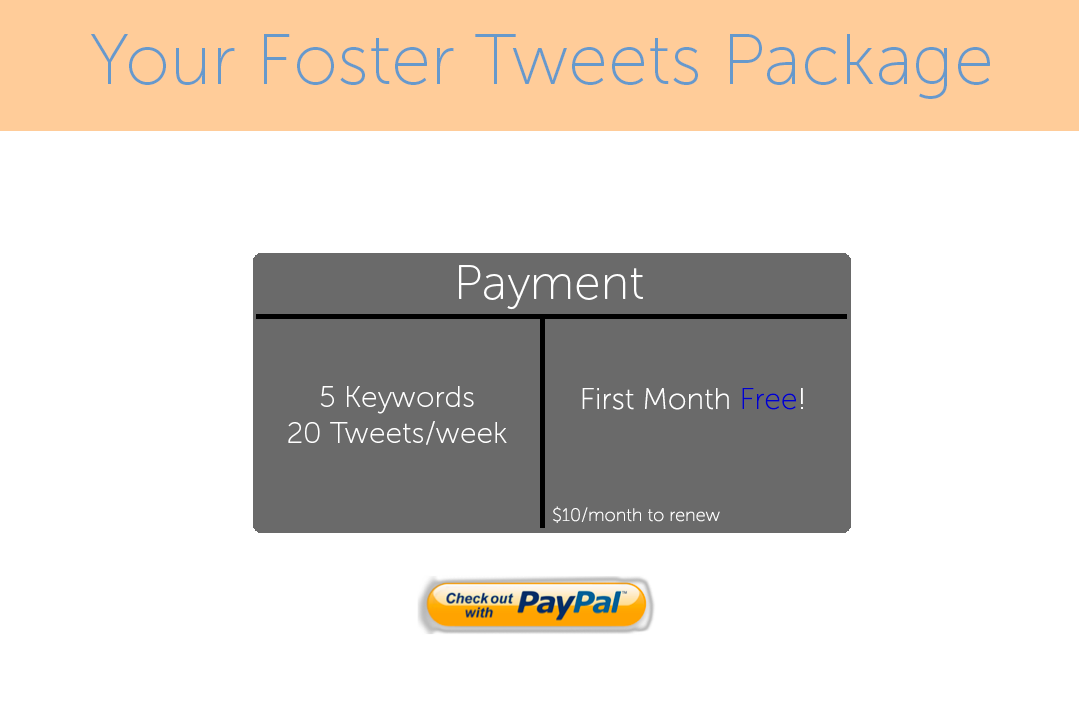 Your Foster Tweets Package
Payment
5 Keywords
20 Tweets/week
First Month Free!
$10/month to renew
Check out
with PayPal™